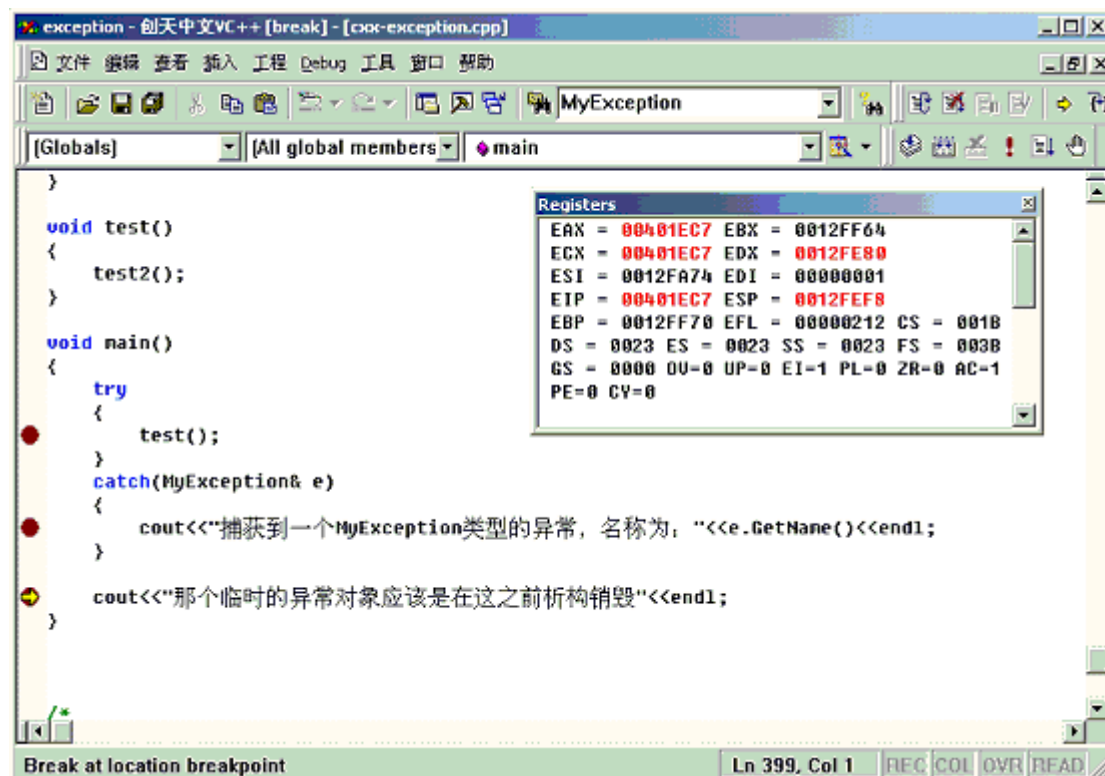 exception - 创天中文VC++ [break] - [cxx-exception.cpp]
文件 编辑 查看 插入 工程 Debug 工具 窗口 帮助
MyException
(Globals) (All global members main
}
void test()
{
test2();
}
void main()
{
try
{
test();
}
catch(MyException& e)
{
cout<<"捕获到一个MyException类型的异常，名称为："<<e.GetName()<<endl;
}
cout<<"那个临时的异常对象应该是在这之前析构销毁"<<endl;
}
/*
Registers
EAX = 00401EC7 EBX = 0012FF64
ECX = 00401EC7 EDX = 0012FE80
ESI = 0012FA74 EDI = 00000001
EIP = 00401EC7 ESP = 0012FEF8
EBP = 0012FF70 EFL = 00000212 CS = 001B
DS = 0023 ES = 0023 SS = 0023 FS = 003B
GS = 0000 OV=0 UP=0 EI=1 PL=0 ZR=0 AC=1
PE=0 CY=0
Break at location breakpoint
Ln 399, Col 1 REC COL OVR READ